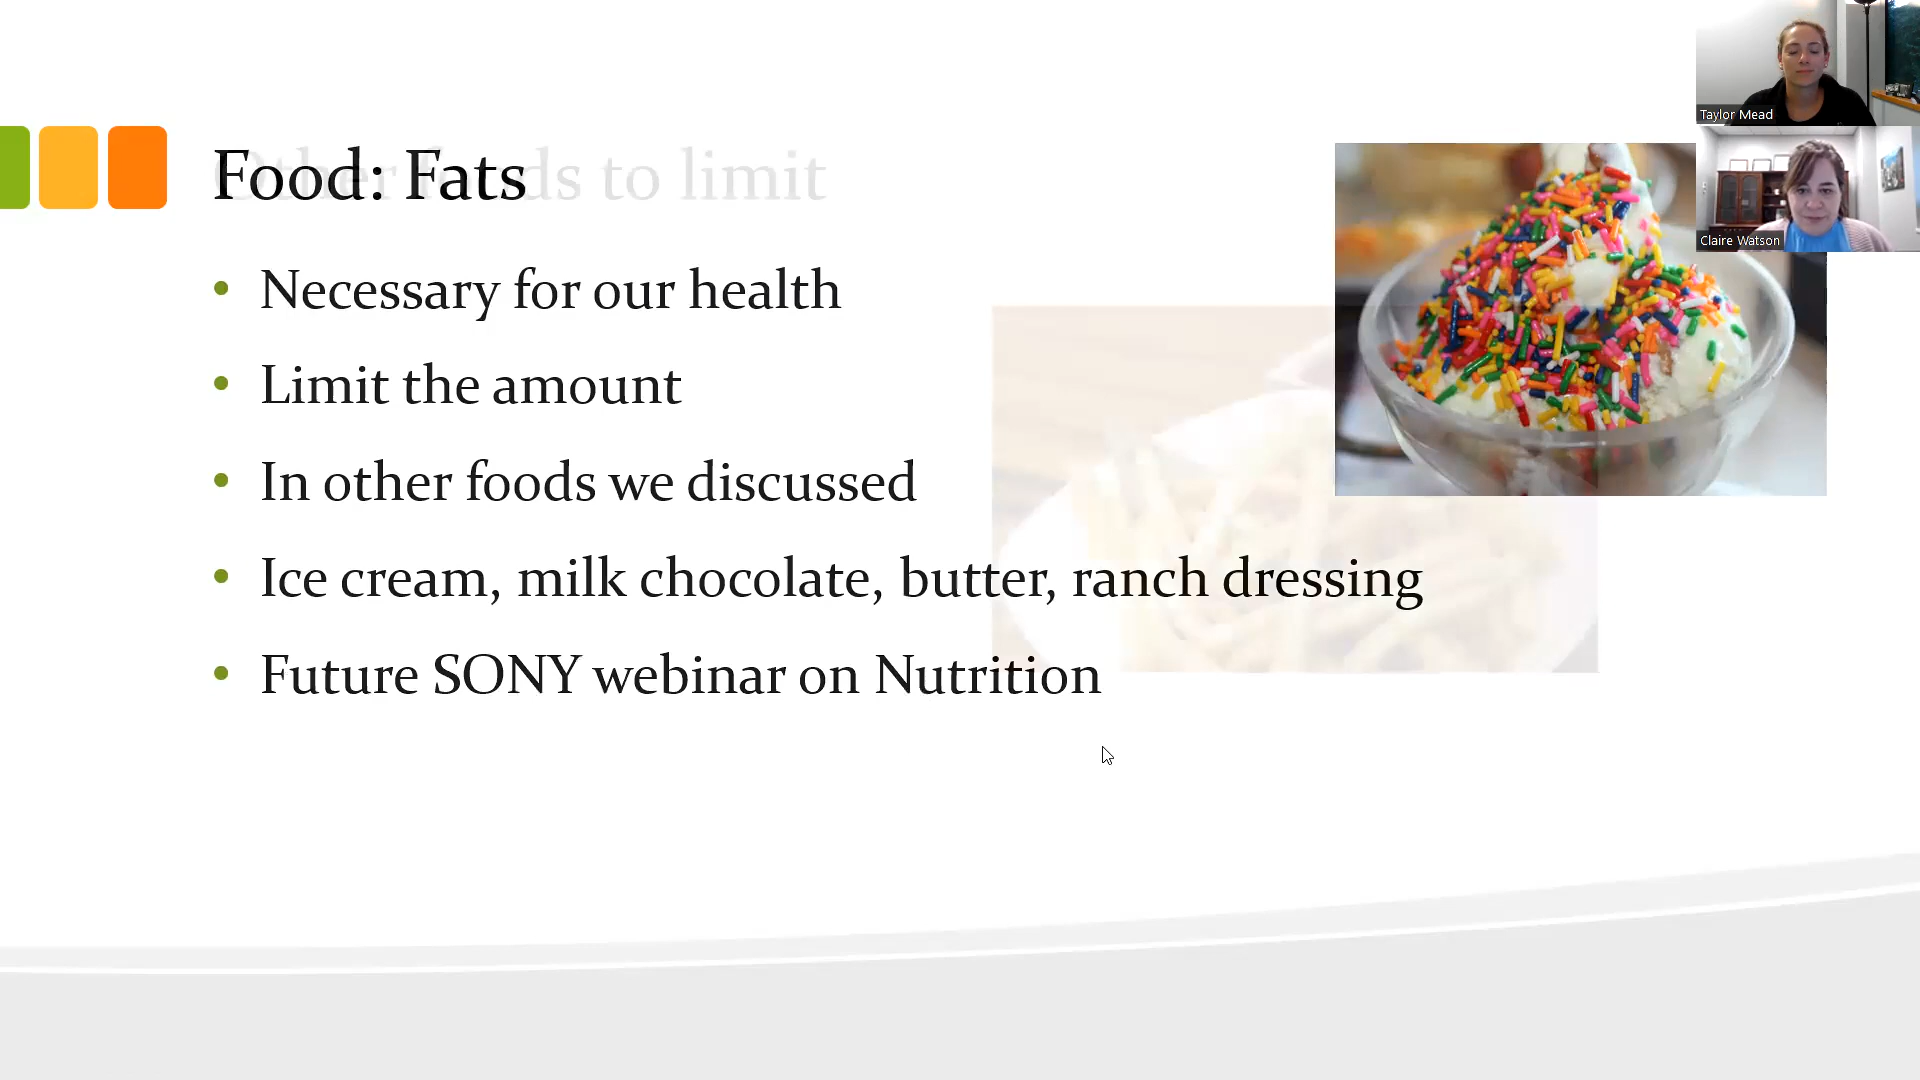 Food: Fats
Other foods to limit
• Necessary for our health
• Limit the amount
• In other foods we discussed
• Ice cream, milk chocolate, butter, ranch dressing
• Future SONY webinar on Nutrition
Taylor Mead
Claire Watson